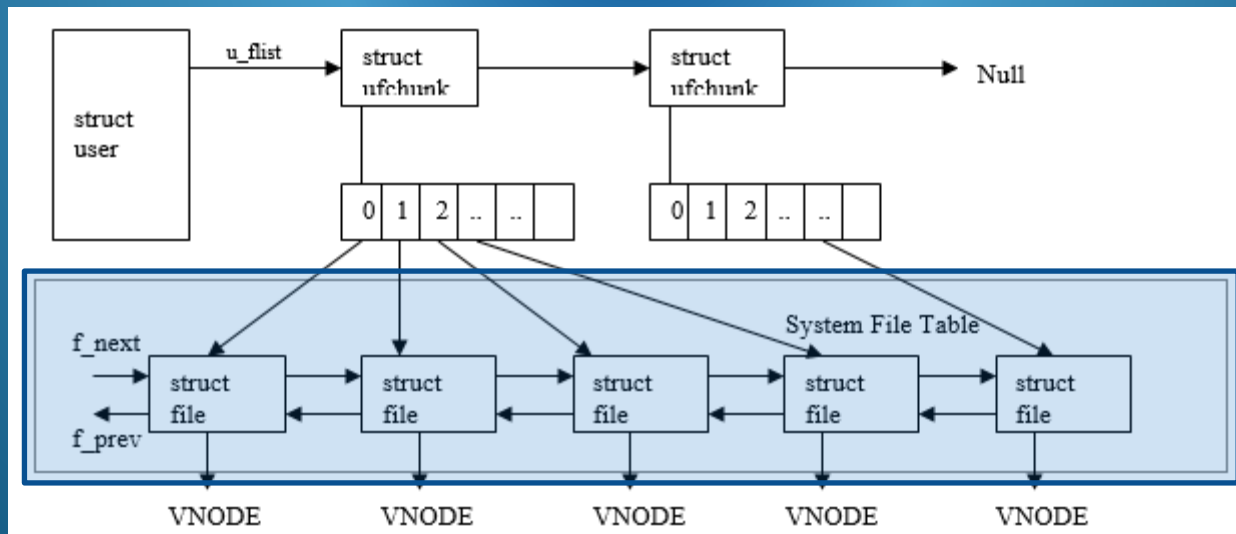 u_flist
struct
ufchunk
struct
ufchunk
Null
struct
user
0 1 2 .. ..
0 1 2 .. ..
System File Table
f_next
struct
file
struct
file
struct
file
struct
file
struct
file
f_prev
VNODE VNODE VNODE VNODE VNODE